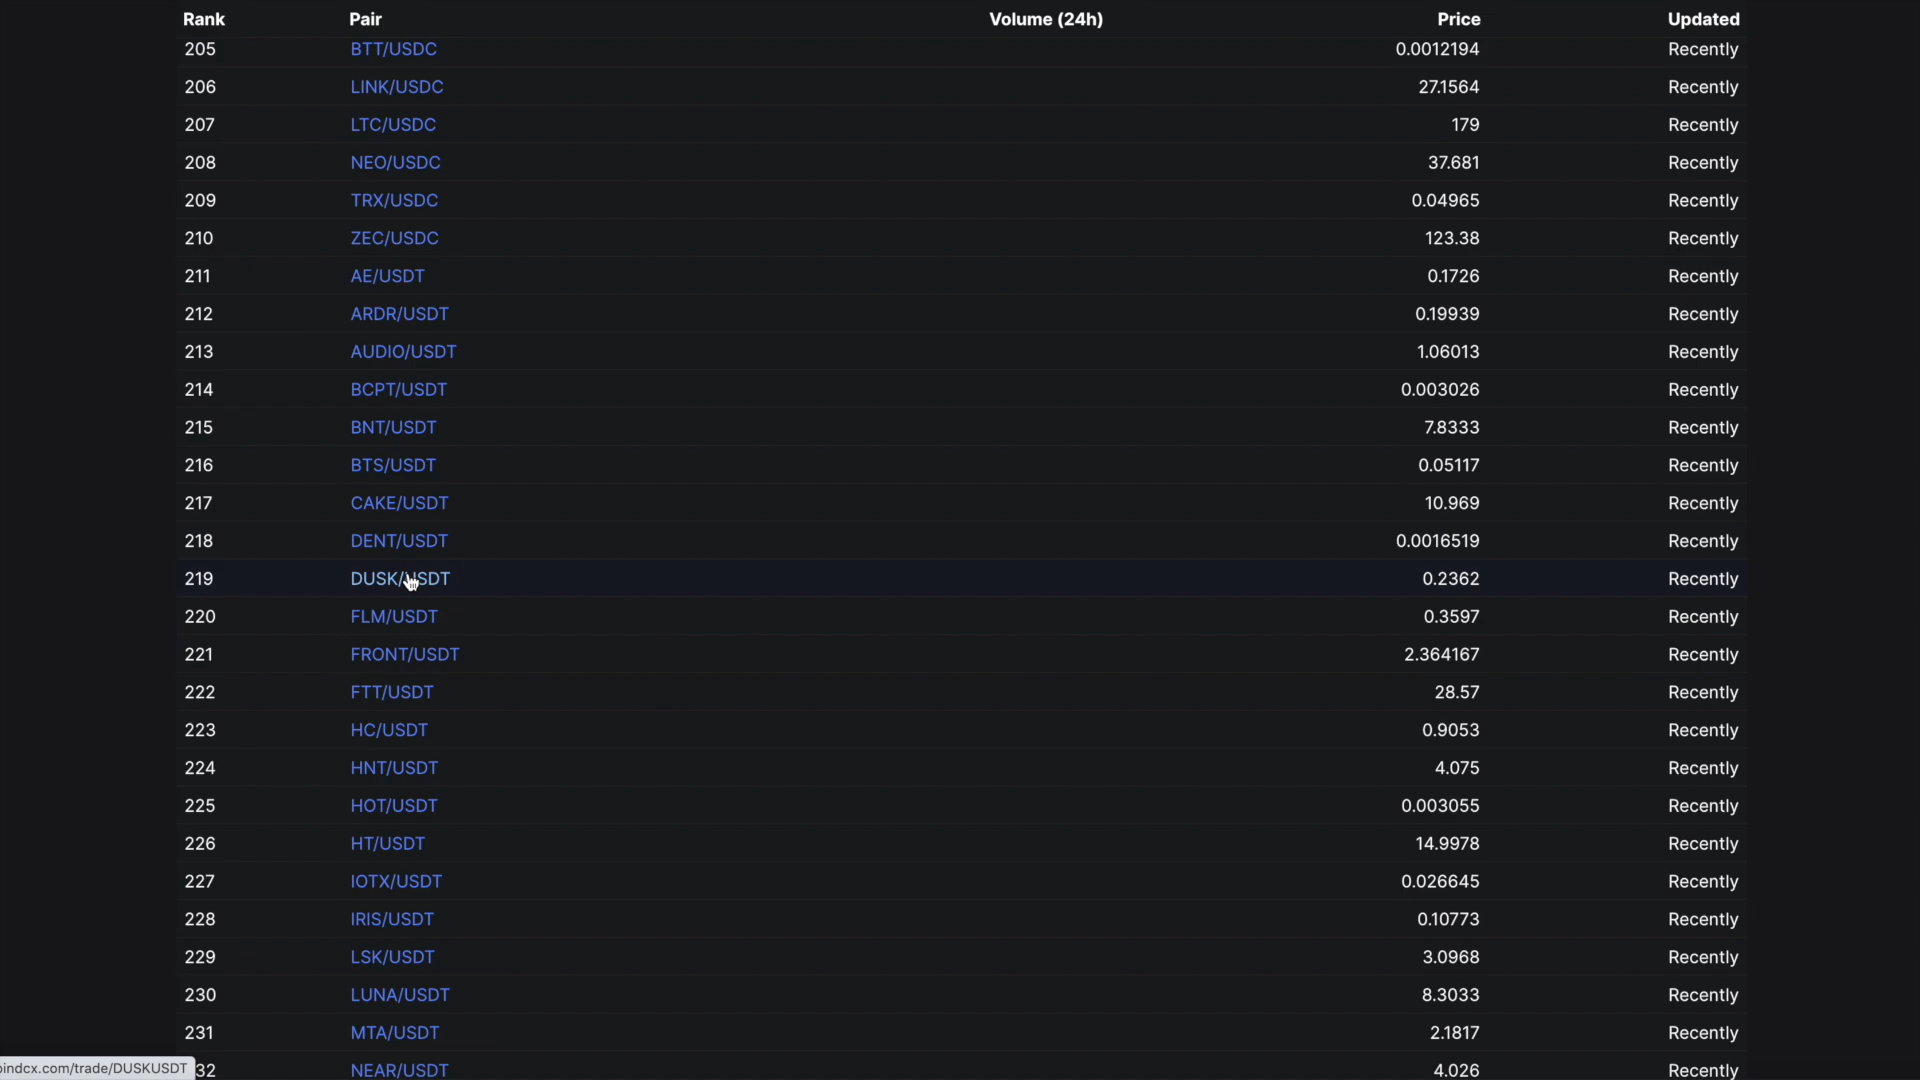 Rank Pair Volume (24h) Price Updated
205 BTT/USDC 0.0012194 Recently
206 LINK/USDC 27.1564 Recently
207 LTC/USDC 179 Recently
208 NEO/USDC 37.681 Recently
209 TRX/USDC 0.04965 Recently
210 ZEC/USDC 123.38 Recently
211 AE/USDT 0.1726 Recently
212 ARDR/USDT 0.19939 Recently
213 AUDIO/USDT 1.06013 Recently
214 BCPT/USDT 0.003026 Recently
215 BNT/USDT 7.8333 Recently
216 BTS/USDT 0.05117 Recently
217 CAKE/USDT 10.969 Recently
218 DENT/USDT 0.0016519 Recently
219 DUSK/USDT 0.2362 Recently
220 FLM/USDT 0.3597 Recently
221 FRONT/USDT 2.364167 Recently
222 FTT/USDT 28.57 Recently
223 HC/USDT 0.9053 Recently
224 HNT/USDT 4.075 Recently
225 HOT/USDT 0.003055 Recently
226 HT/USDT 14.9978 Recently
227 IOTX/USDT 0.026645 Recently
228 IRIS/USDT 0.10773 Recently
229 LSK/USDT 3.0968 Recently
230 LUNA/USDT 8.3033 Recently
231 MTA/USDT 2.1817 Recently
32 NEAR/USDT 4.026 Recently
oindcx.com/trade/DUSKUSDT